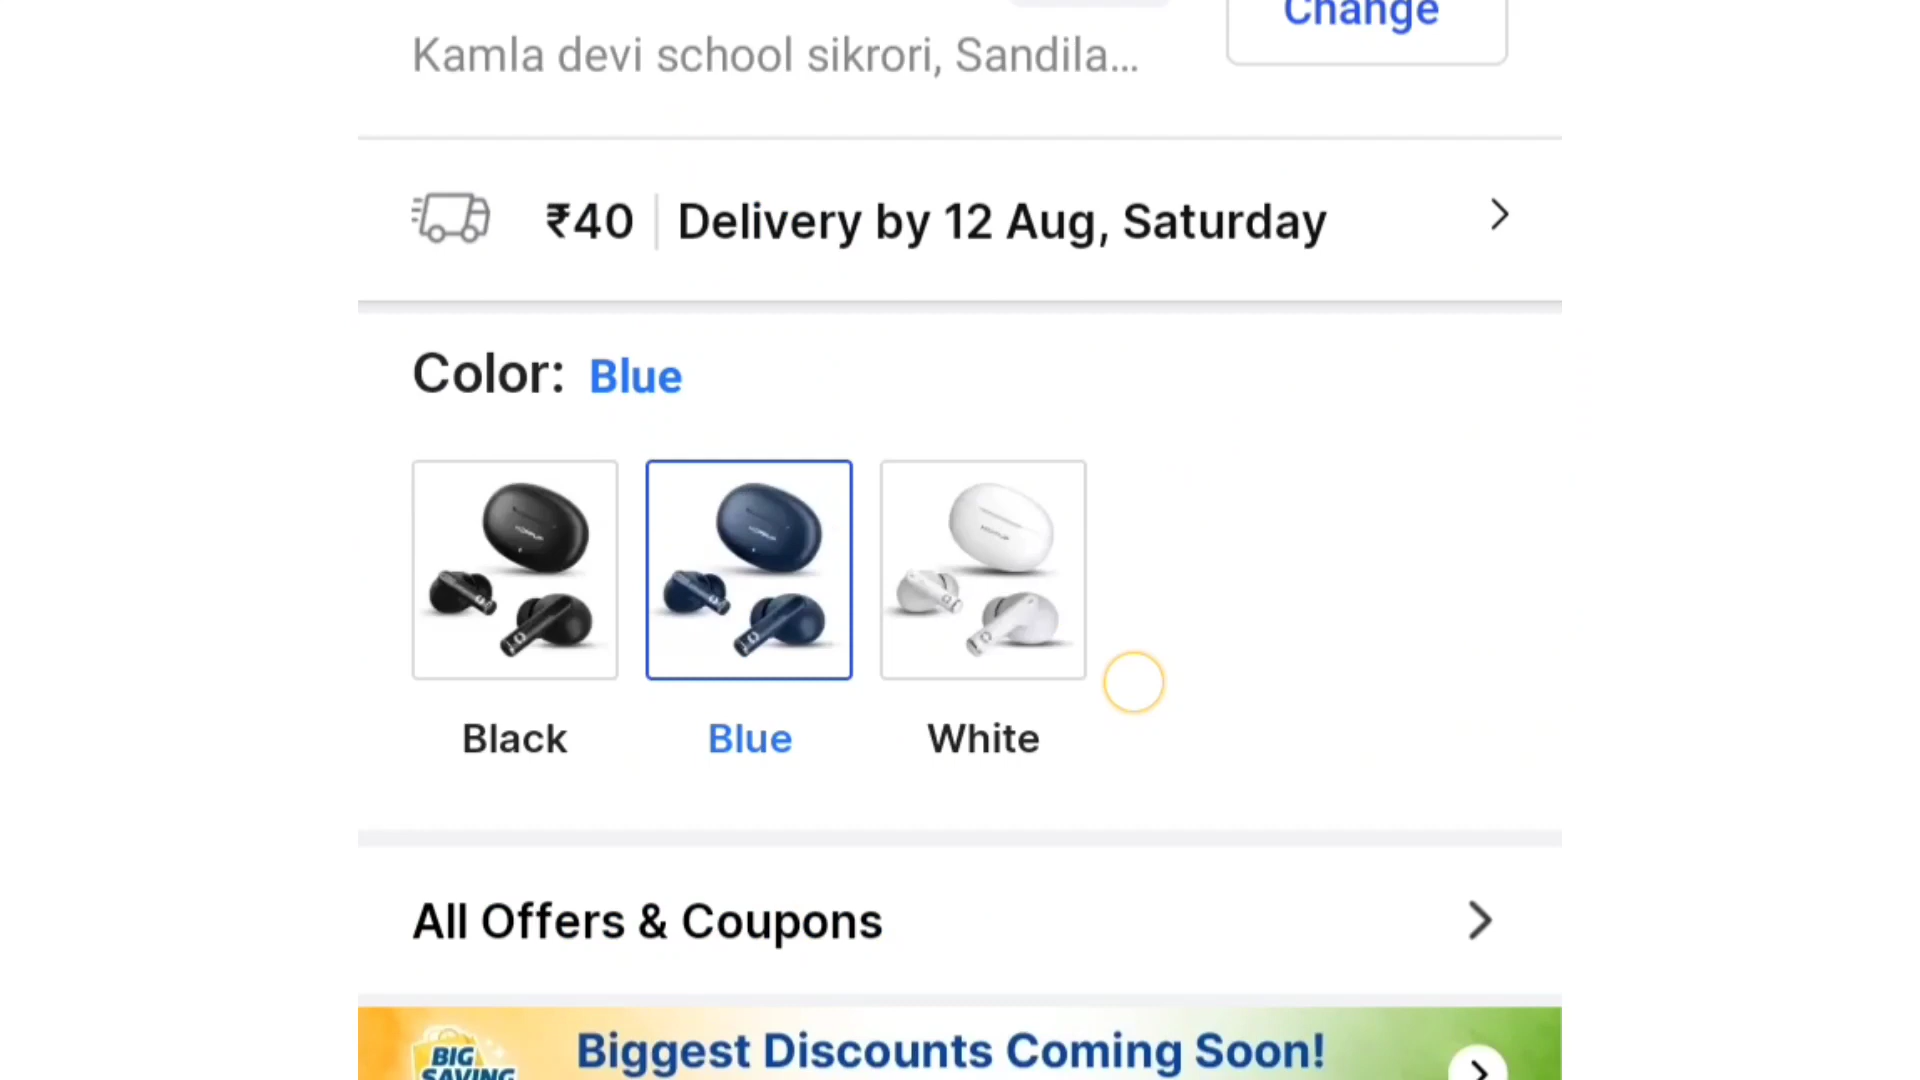 Change
Kamla devi school sikrori, Sandila...
₹40 | Delivery by 12 Aug, Saturday
Color: Blue
Black
Blue
White
All Offers & Coupons
BIG
SAVING
Biggest Discounts Coming Soon!